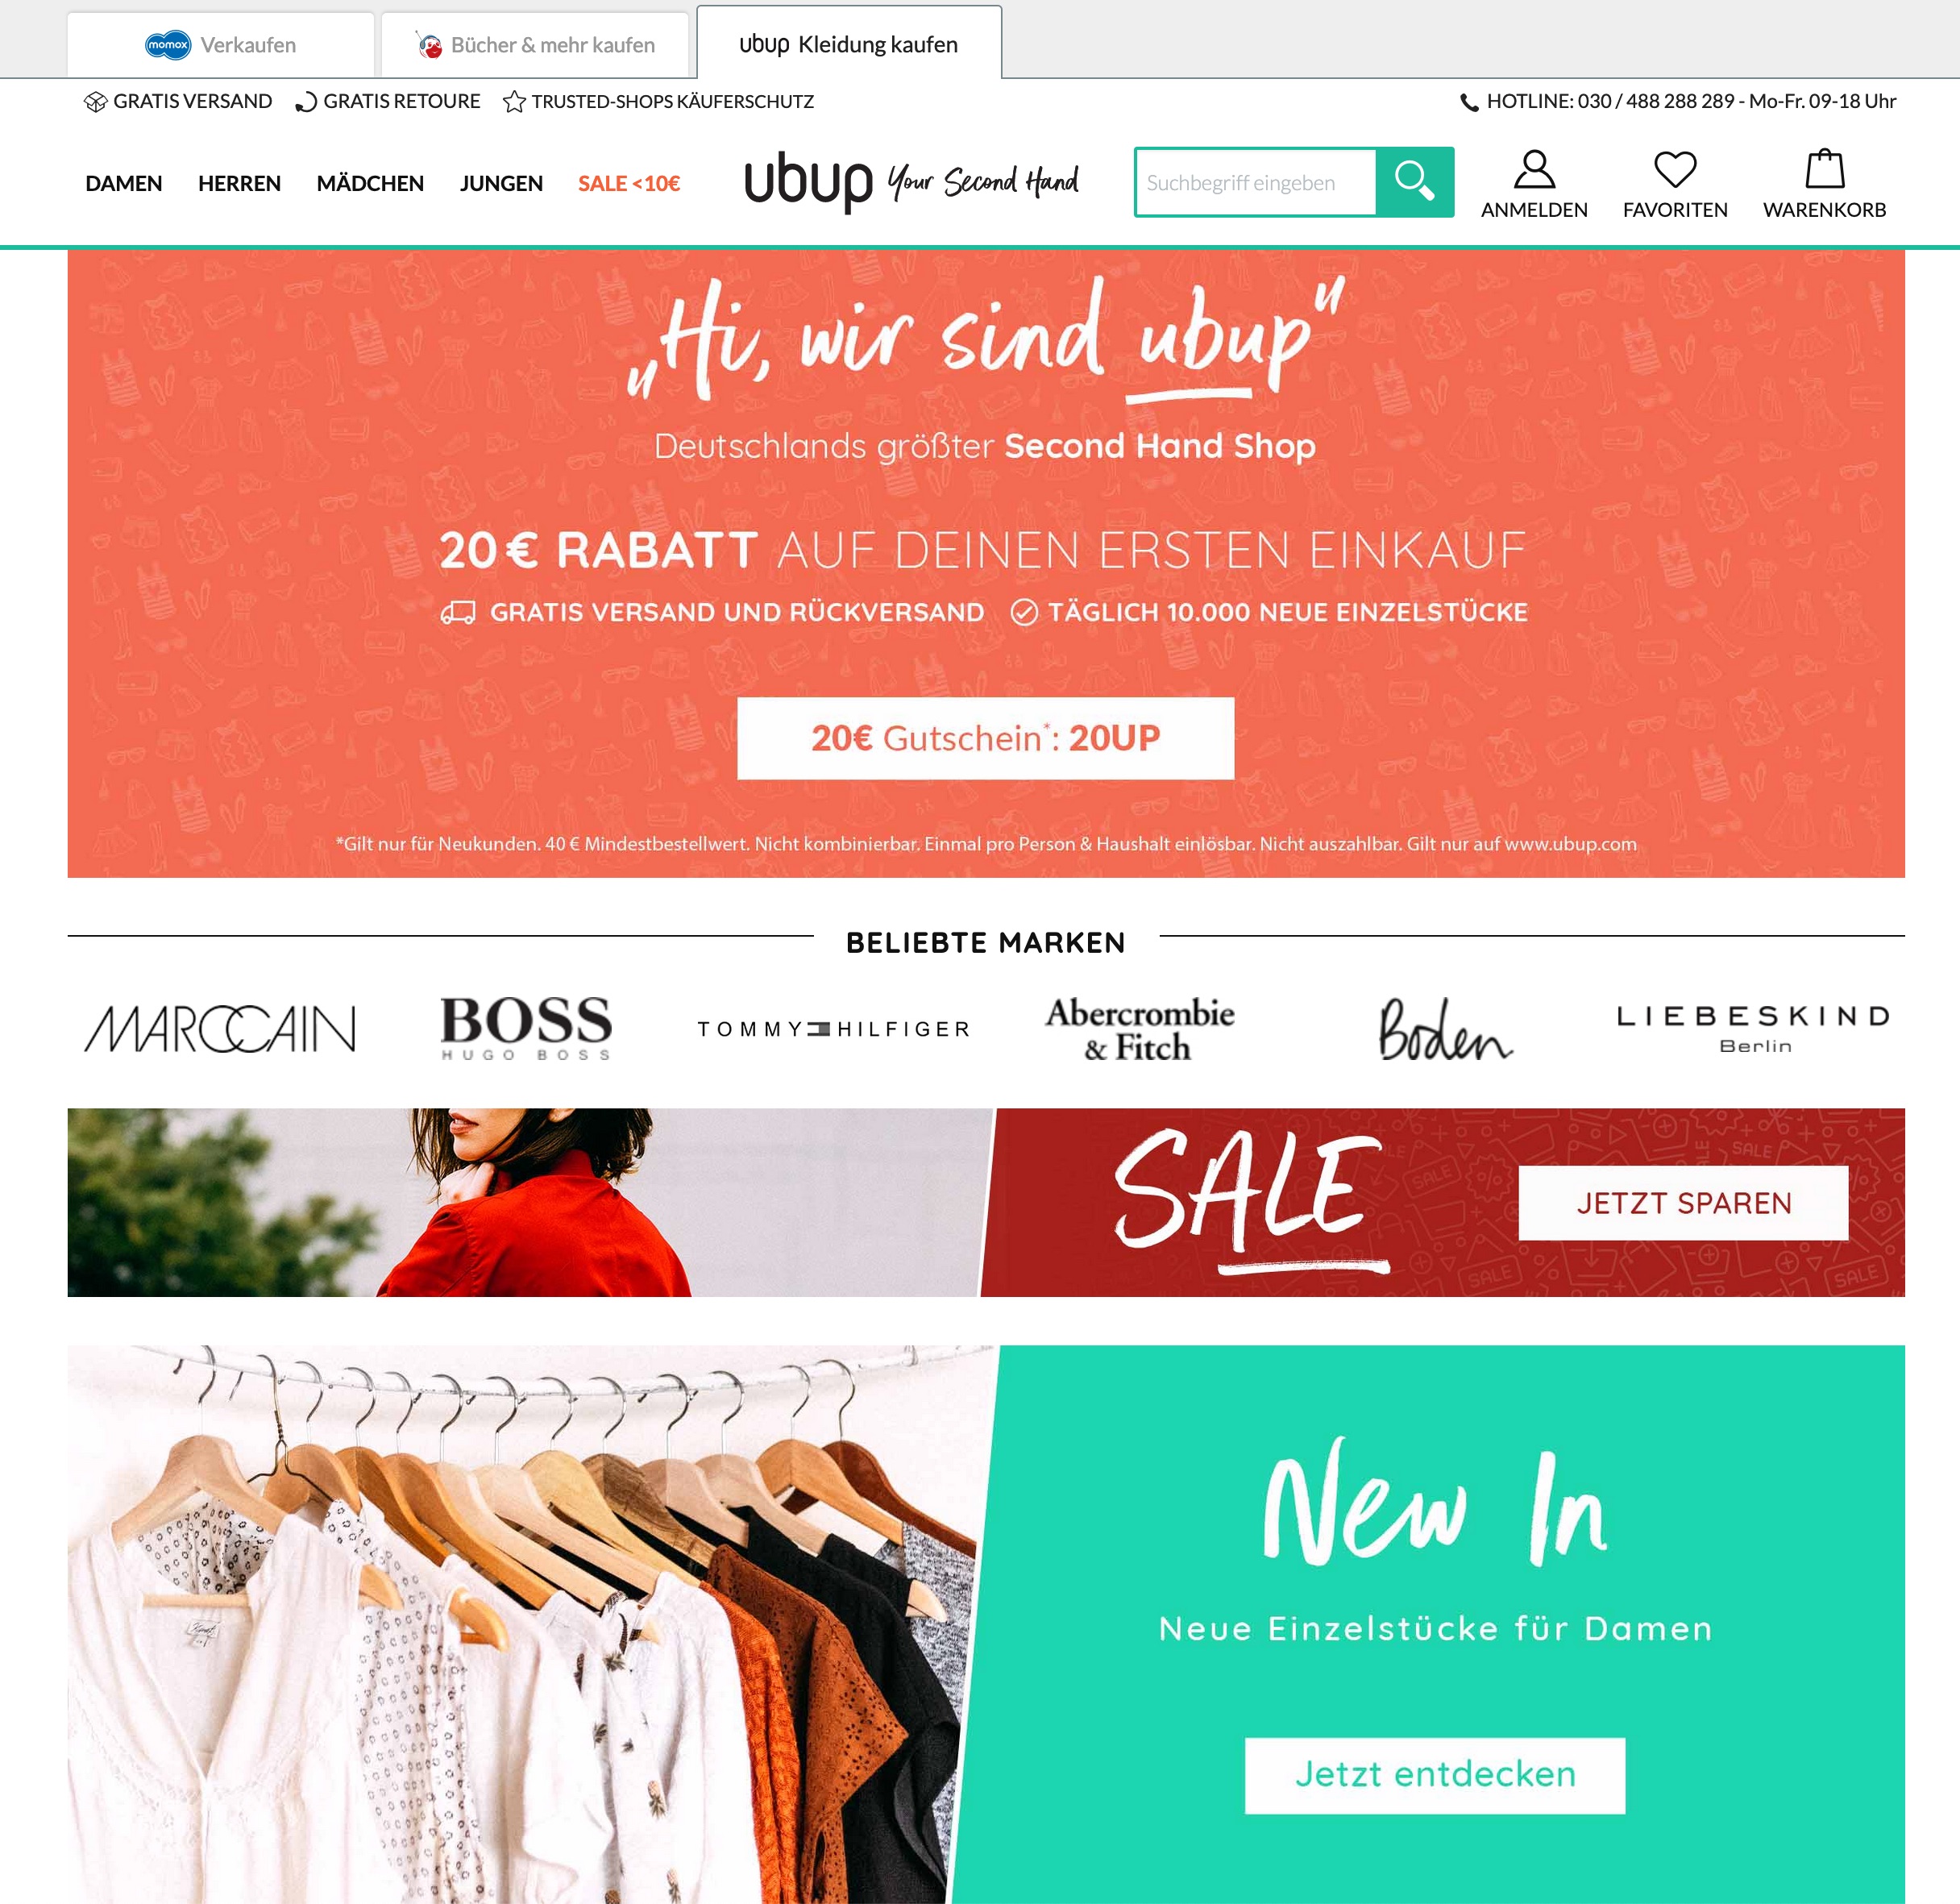 momox Verkaufen
Bücher & mehr kaufen
ubup Kleidung kaufen
GRATIS VERSAND
GRATIS RETOURE
TRUSTED-SHOPS KÄUFERSCHUTZ
HOTLINE: 030 / 488 288 289 - Mo-Fr. 09-18 Uhr
DAMEN
HERREN
MÄDCHEN
JUNGEN
SALE <10€
ubup Your Second Hand
Suchbegriff eingeben
ANMELDEN
FAVORITEN
WARENKORB
„Hi, wir sind ubup"
Deutschlands größter Second Hand Shop
20 € RABATT AUF DEINEN ERSTEN EINKAUF
GRATIS VERSAND UND RÜCKVERSAND
TÄGLICH 10.000 NEUE EINZELSTÜCKE
20€ Gutschein*: 20UP
*Gilt nur für Neukunden. 40 € Mindestbestellwert. Nicht kombinierbar. Einmal pro Person & Haushalt einlösbar. Nicht auszahlbar. Gilt nur auf www.ubup.com
BELIEBTE MARKEN
MARCCAIN
BOSS
HUGO BOSS
TOMMY HILFIGER
Abercrombie
& Fitch
Boden
LIEBESKIND
Berlin
SALE
JETZT SPAREN
SALE
SALE
SALE
SALE
New In
Neue Einzelstücke für Damen
Jetzt entdecken